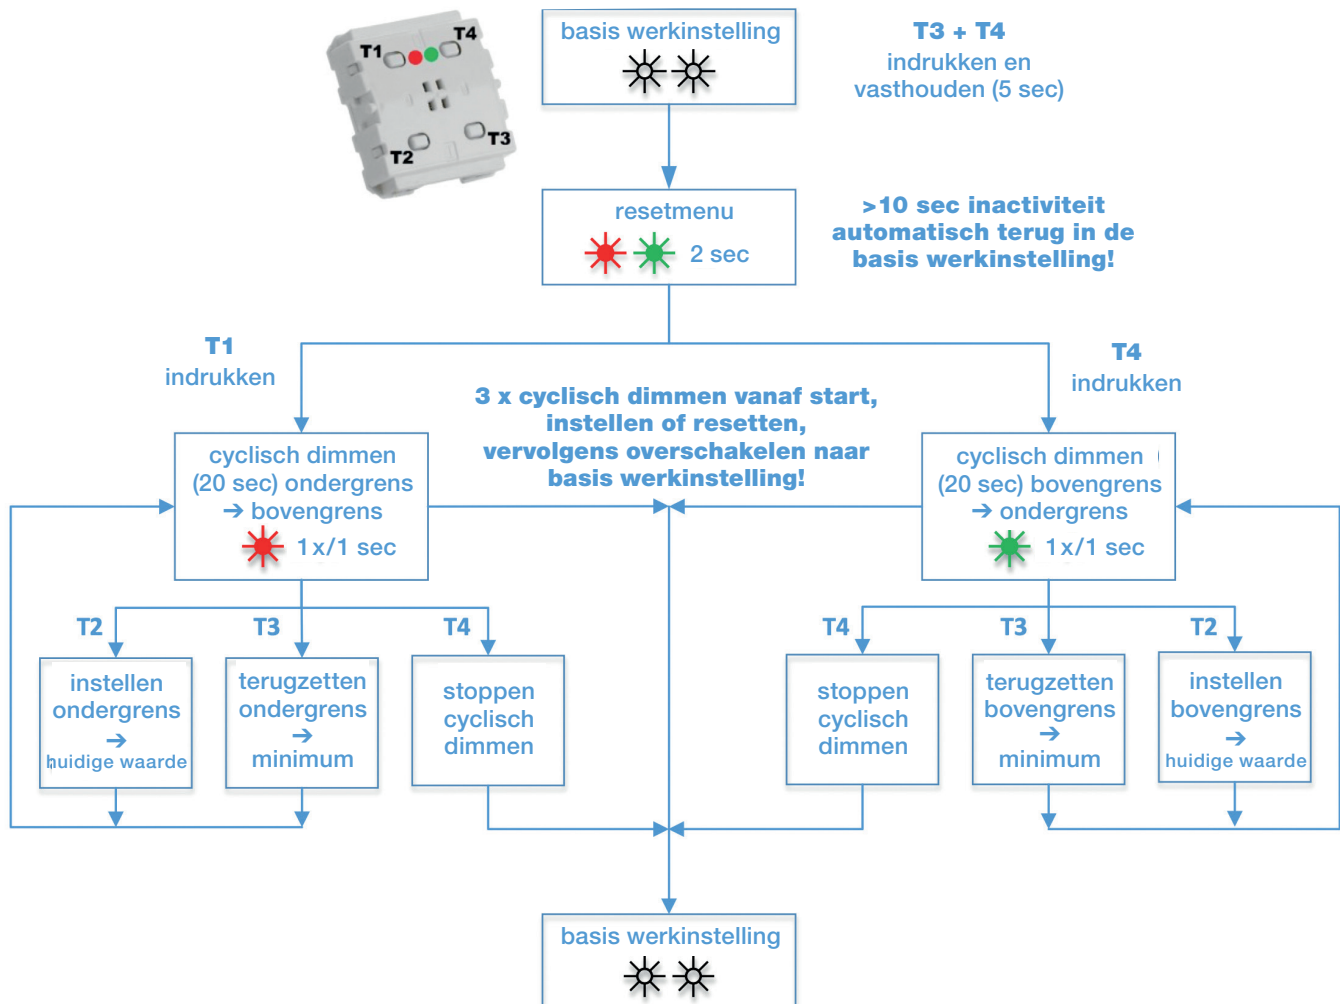 T1
T4
T2
T3
basis werkinstelling
T3 + T4
indrukken en
vasthouden (5 sec)
resetmenu
2 sec
>10 sec inactiviteit
automatisch terug in de
basis werkinstelling!
T1
indrukken
T4
indrukken
3 x cyclisch dimmen vanaf start,
instellen of resetten,
vervolgens overschakelen naar
basis werkinstelling!
cyclisch dimmen
(20 sec) ondergrens
➔ bovengrens
1x/1 sec
cyclisch dimmen
(20 sec) bovengrens
➔ ondergrens
1x/1 sec
T2
T3
T4
T4
T3
T2
instellen
ondergrens
➔
huidige waarde
terugzetten
ondergrens
➔
minimum
stoppen
cyclisch
dimmen
stoppen
cyclisch
dimmen
terugzetten
bovengrens
➔
minimum
instellen
bovengrens
➔
huidige waarde
basis werkinstelling